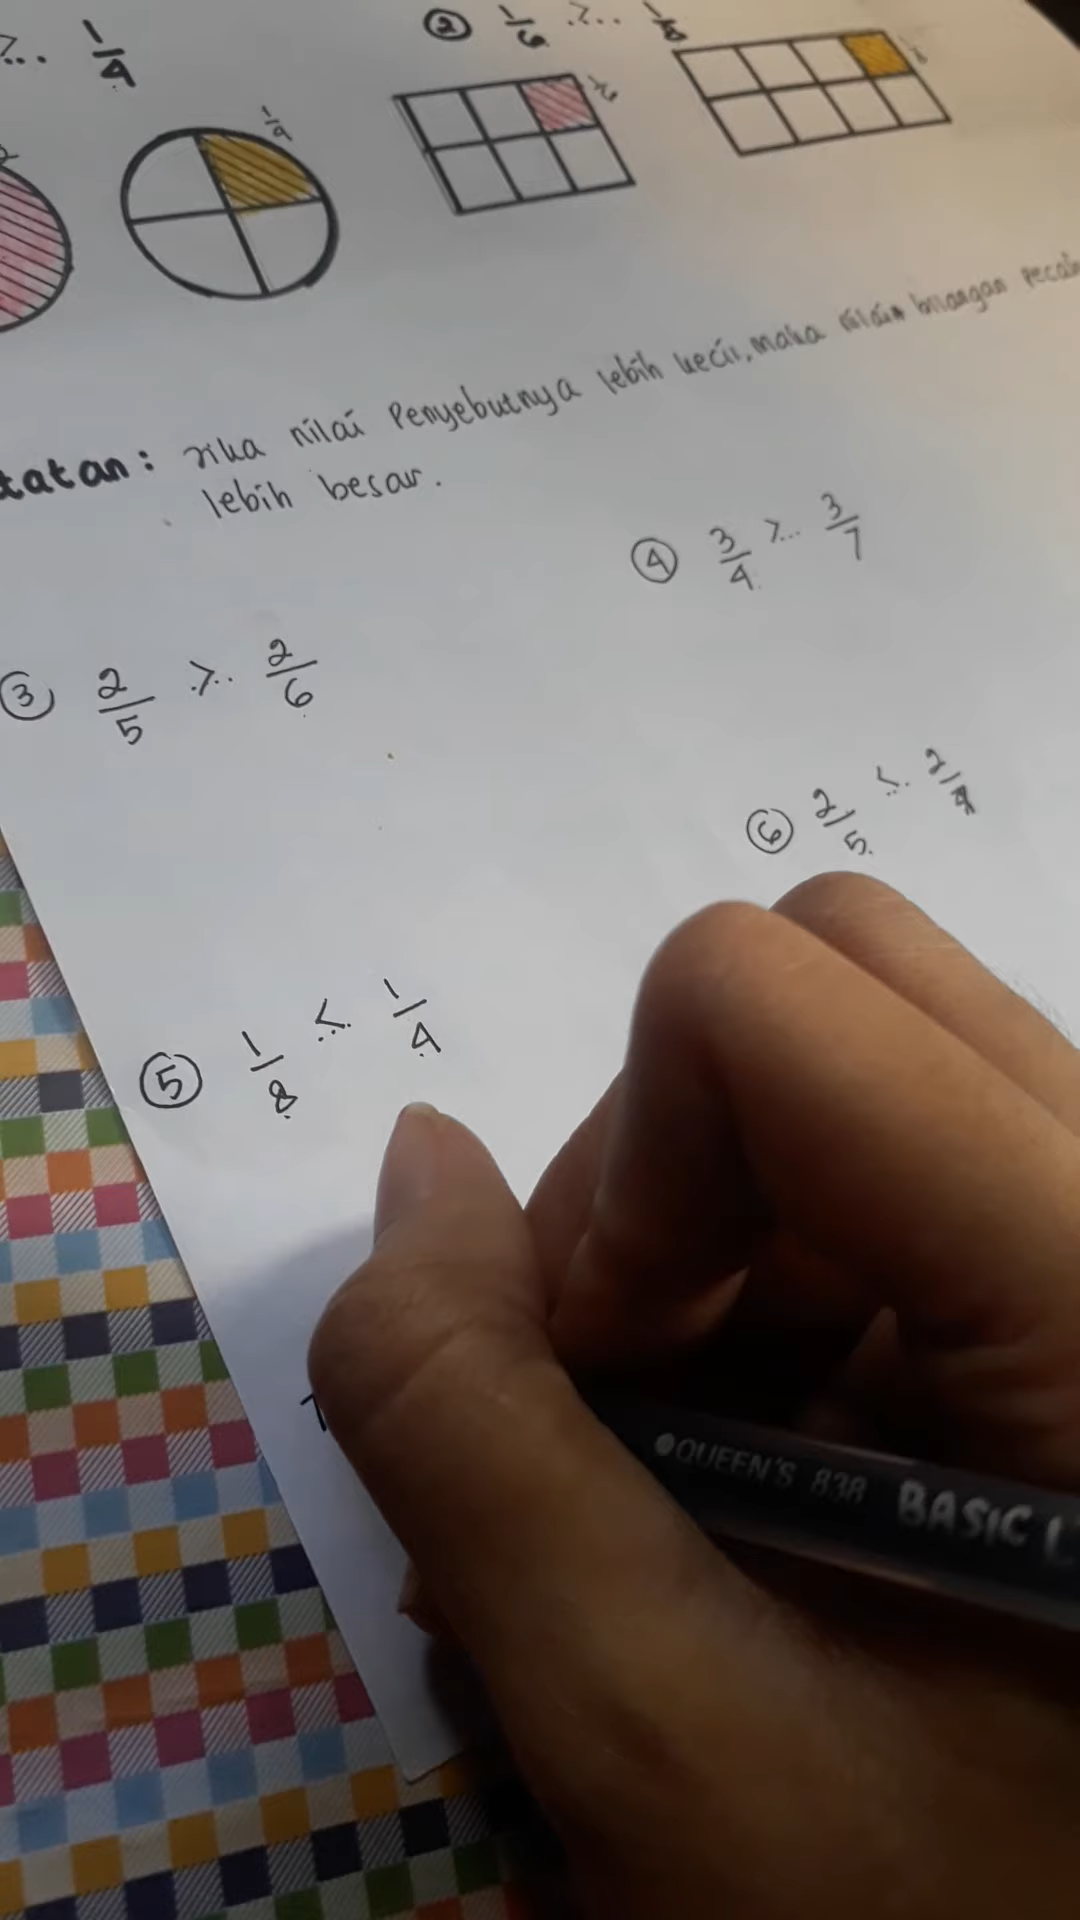 >.. 1/4
② 1/6 >.. 1/8
1/4
1/6
tatan: Jika nilai Penyebutnya lebih kecil, maka nilai bilangan Pecah
lebih besar.
④ 3/4 >... 3/7
③ 2/5 >.. 2/6
⑥ 2/5 <.. 2/4
⑤ 1/8 <.. 1/4
QUEEN'S 838 BASIC L